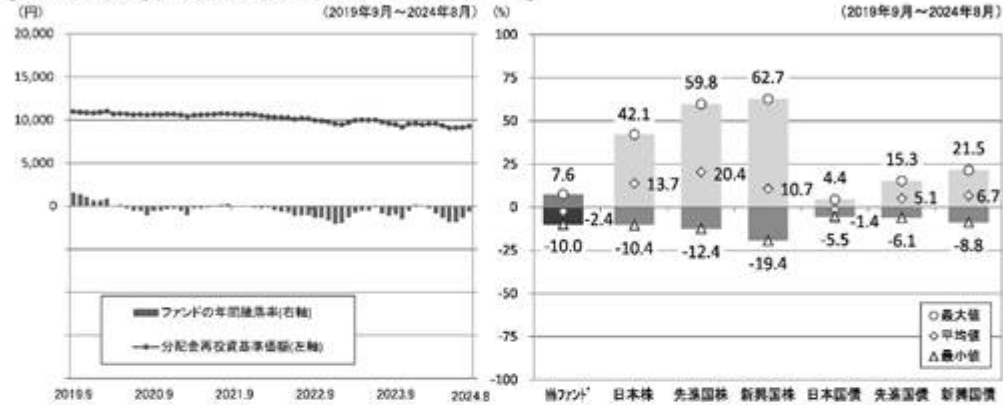 (円)
(2019年9月～2024年8月)
20,000
15,000
10,000
5,000
0
ファンドの年間騰落率(右軸)
分配金再投資基準価額(左軸)
2019.9 2020.9 2021.9 2022.9 2023.9 2024.8
(%)
(2019年9月～2024年8月)
100
75
50
25
0
-25
-50
-75
-100
7.6 42.1 59.8 62.7 4.4 15.3 21.5
-2.4 13.7 20.4 10.7 -1.4 5.1 6.7
-10.0 -10.4 -12.4 -19.4 -5.5 -6.1 -8.8
最大値
平均値
最小値
当ファンド 日本株 先進国株 新興国株 日本国債 先進国債 新興国債